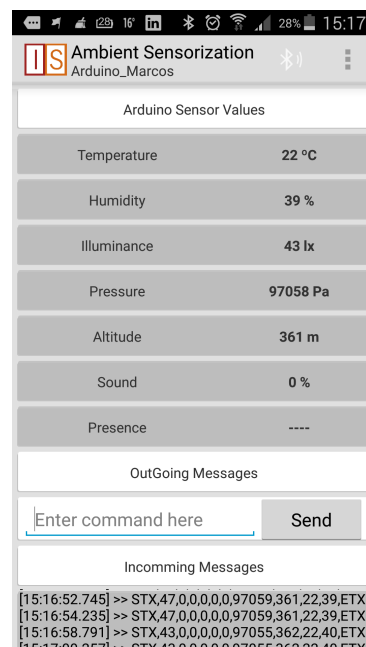 28 16° in 28% 15:17
IS Ambient Sensorization
Arduino_Marcos
Arduino Sensor Values
Temperature 22 ºC
Humidity 39 %
Illuminance 43 lx
Pressure 97058 Pa
Altitude 361 m
Sound 0 %
Presence ----
OutGoing Messages
Enter command here Send
Incomming Messages
[15:16:52.745] >> STX,47,0,0,0,0,0,97059,361,22,39,ETX
[15:16:54.235] >> STX,47,0,0,0,0,0,97059,361,22,39,ETX
[15:16:58.791] >> STX,43,0,0,0,0,0,97055,362,22,40,ETX